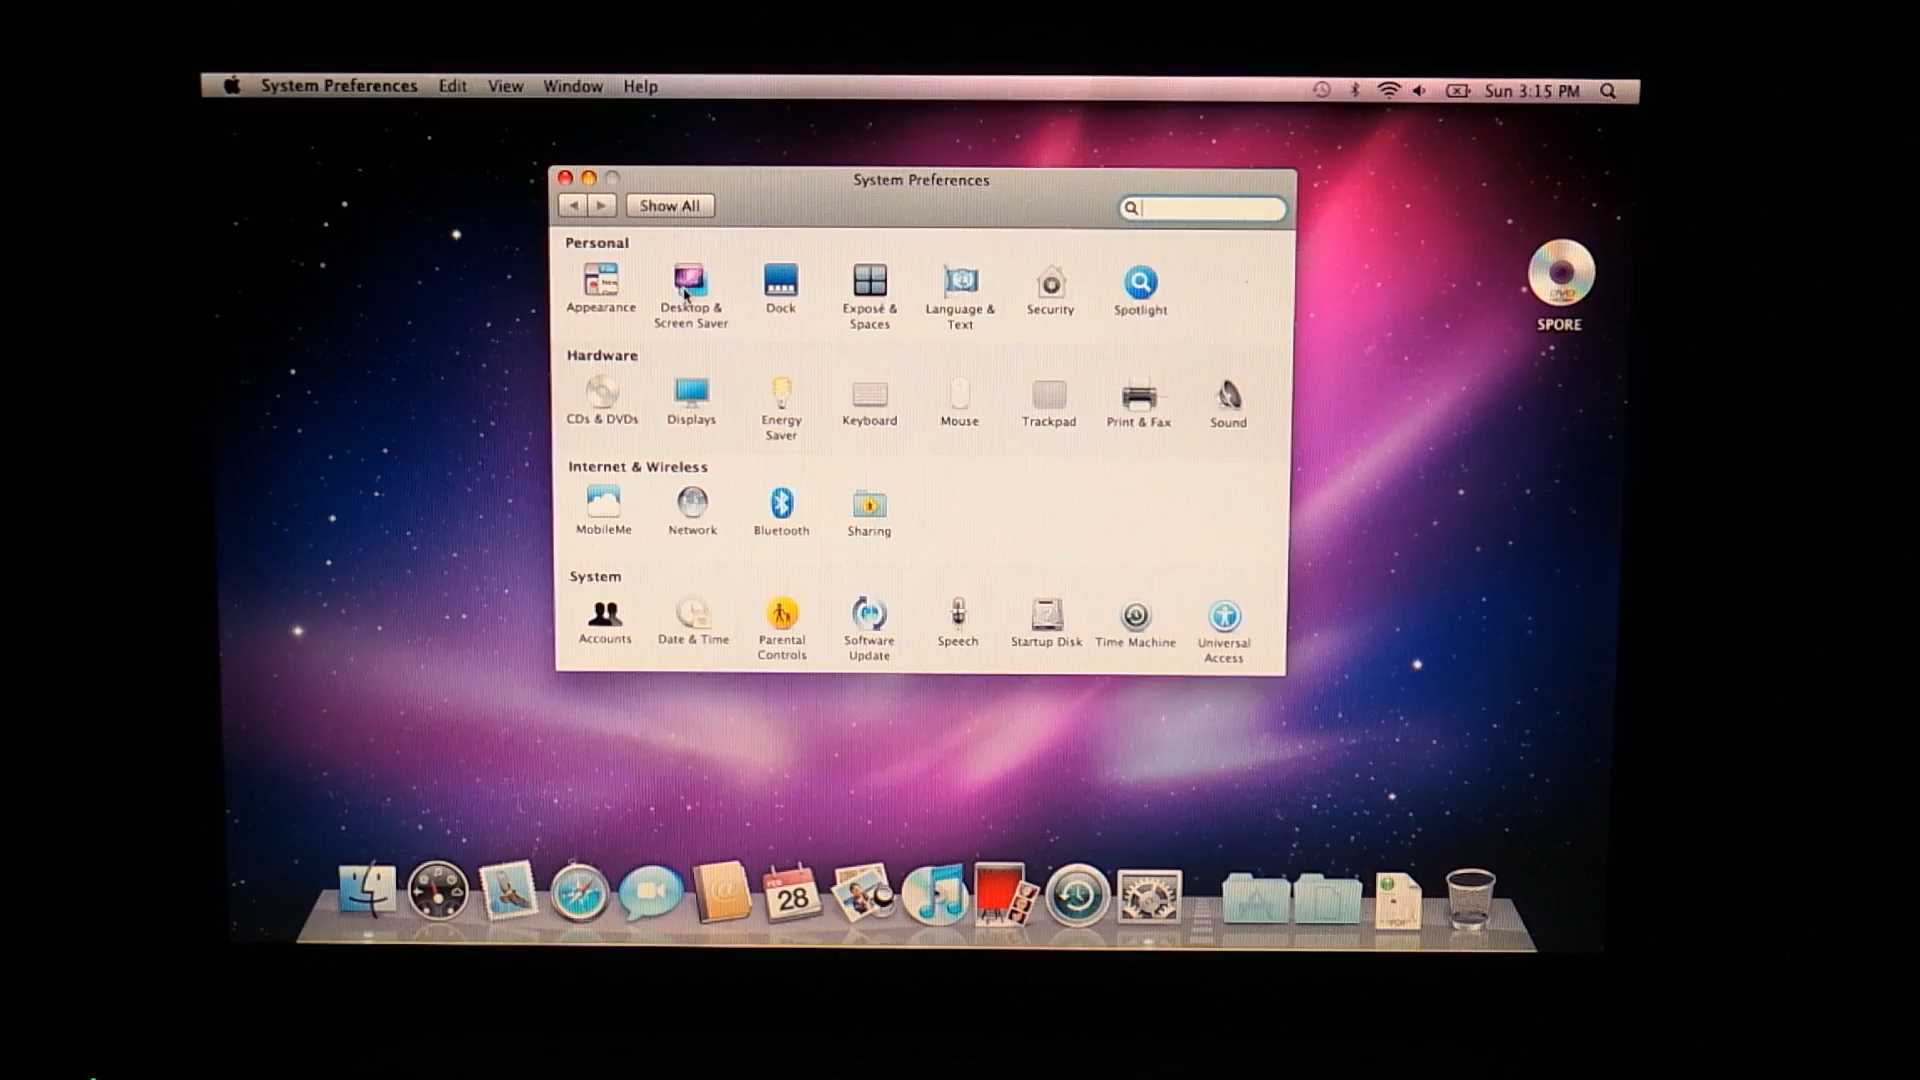 System Preferences Edit View Window Help Sun 3:15 PM
System Preferences
Show All
Personal
Appearance Desktop & Screen Saver Dock Exposé & Spaces Language & Text Security Spotlight
Hardware
CDs & DVDs Displays Energy Saver Keyboard Mouse Trackpad Print & Fax Sound
Internet & Wireless
MobileMe Network Bluetooth Sharing
System
Accounts Date & Time Parental Controls Software Update Speech Startup Disk Time Machine Universal Access
DVD
SPORE
28